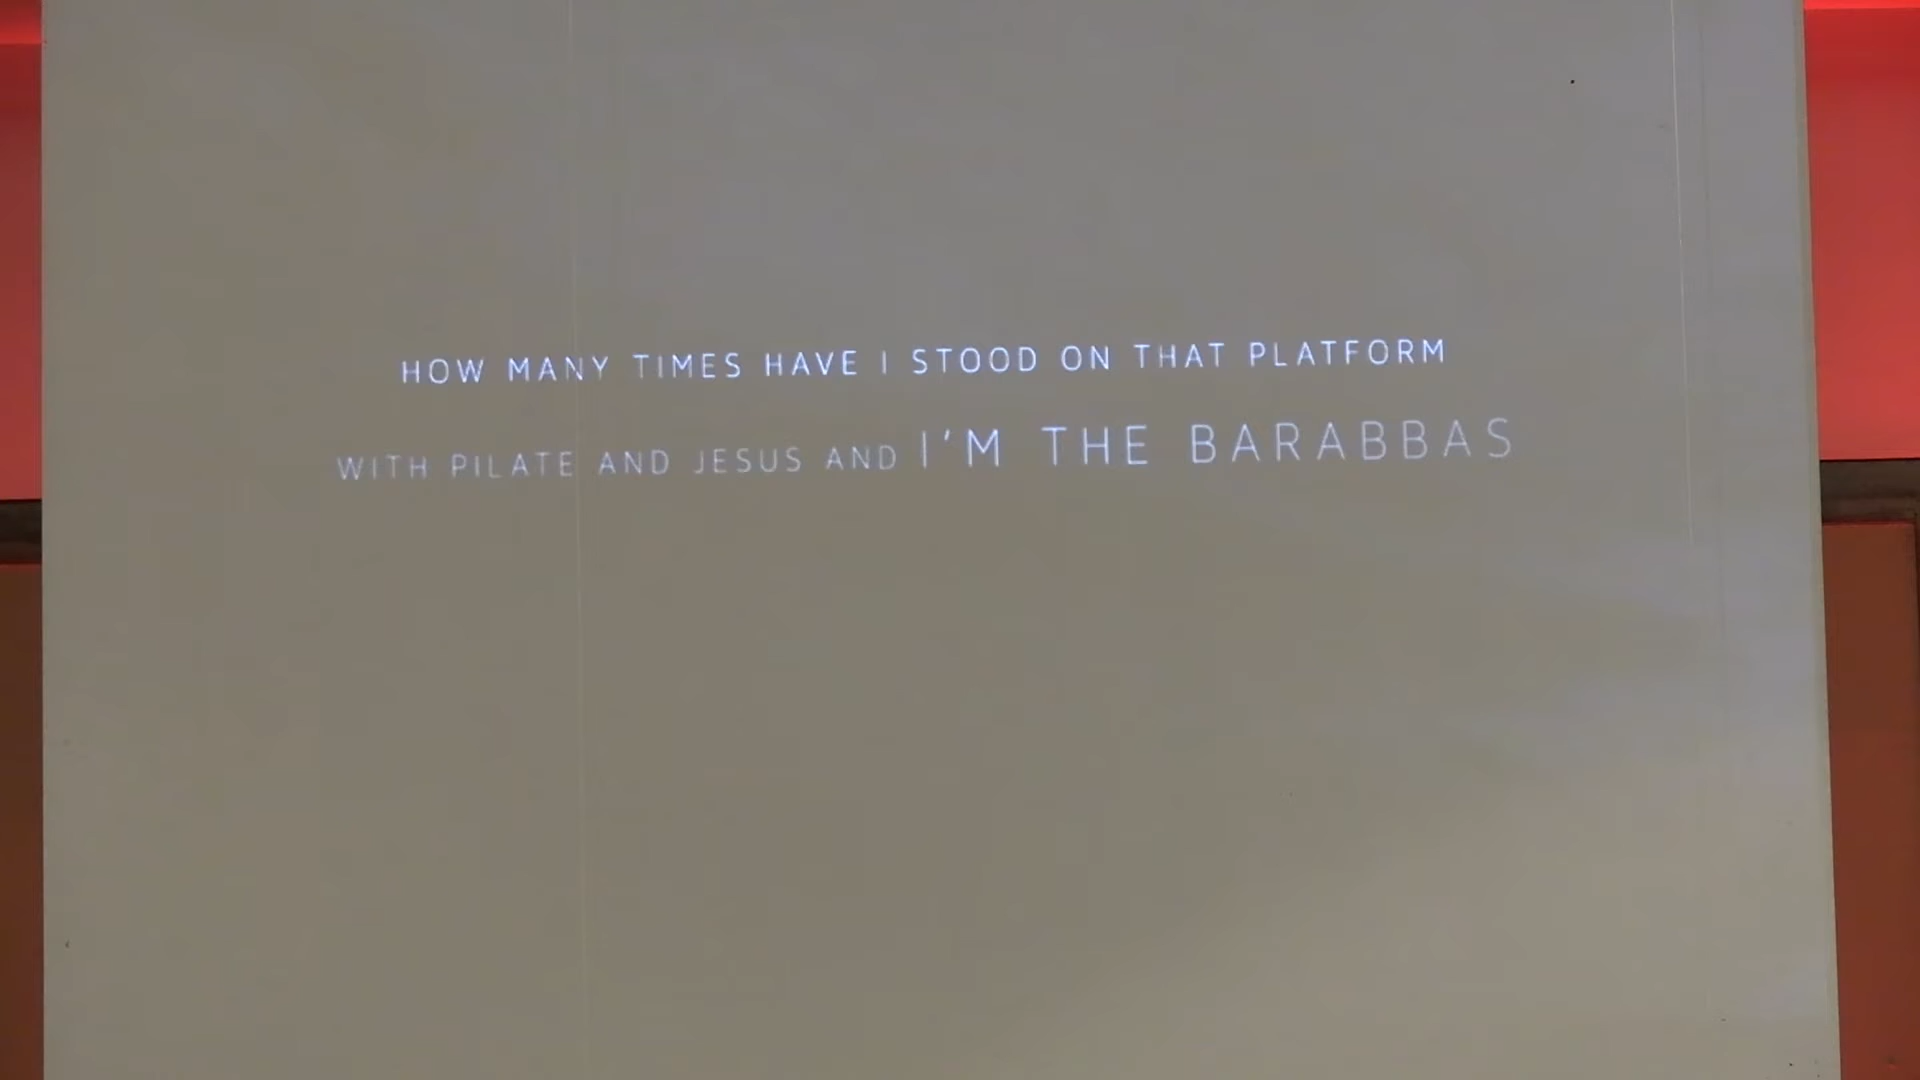 HOW MANY TIMES HAVE I STOOD ON THAT PLATFORM
WITH PILATE AND JESUS AND I'M THE BARABBAS